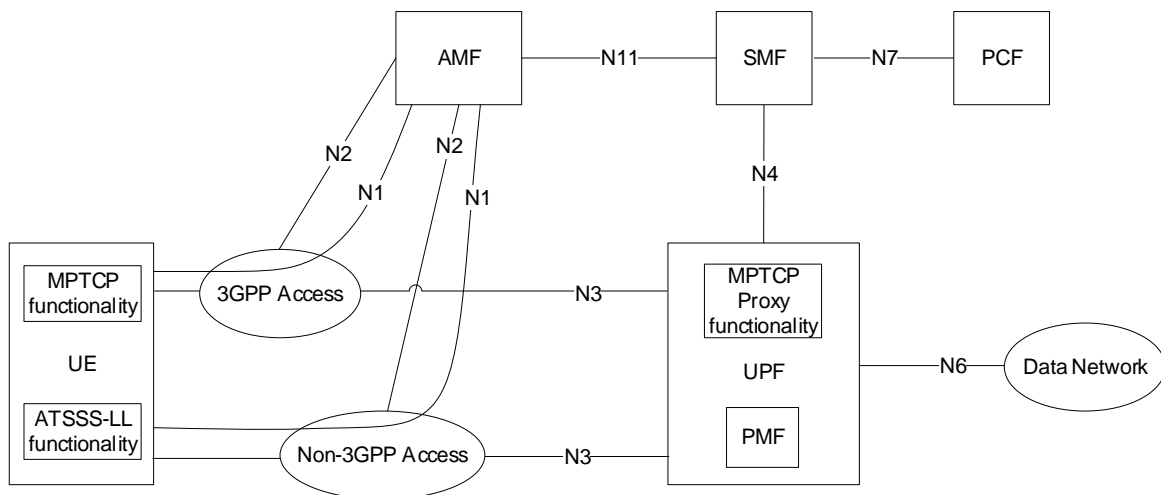 AMF
N11
SMF
N7
PCF
N2
N2
N1
N1
N4
MPTCP
functionality
UE
ATSSS-LL
functionality
3GPP Access
N3
Non-3GPP Access
N3
MPTCP
Proxy
functionality
UPF
PMF
N6
Data Network